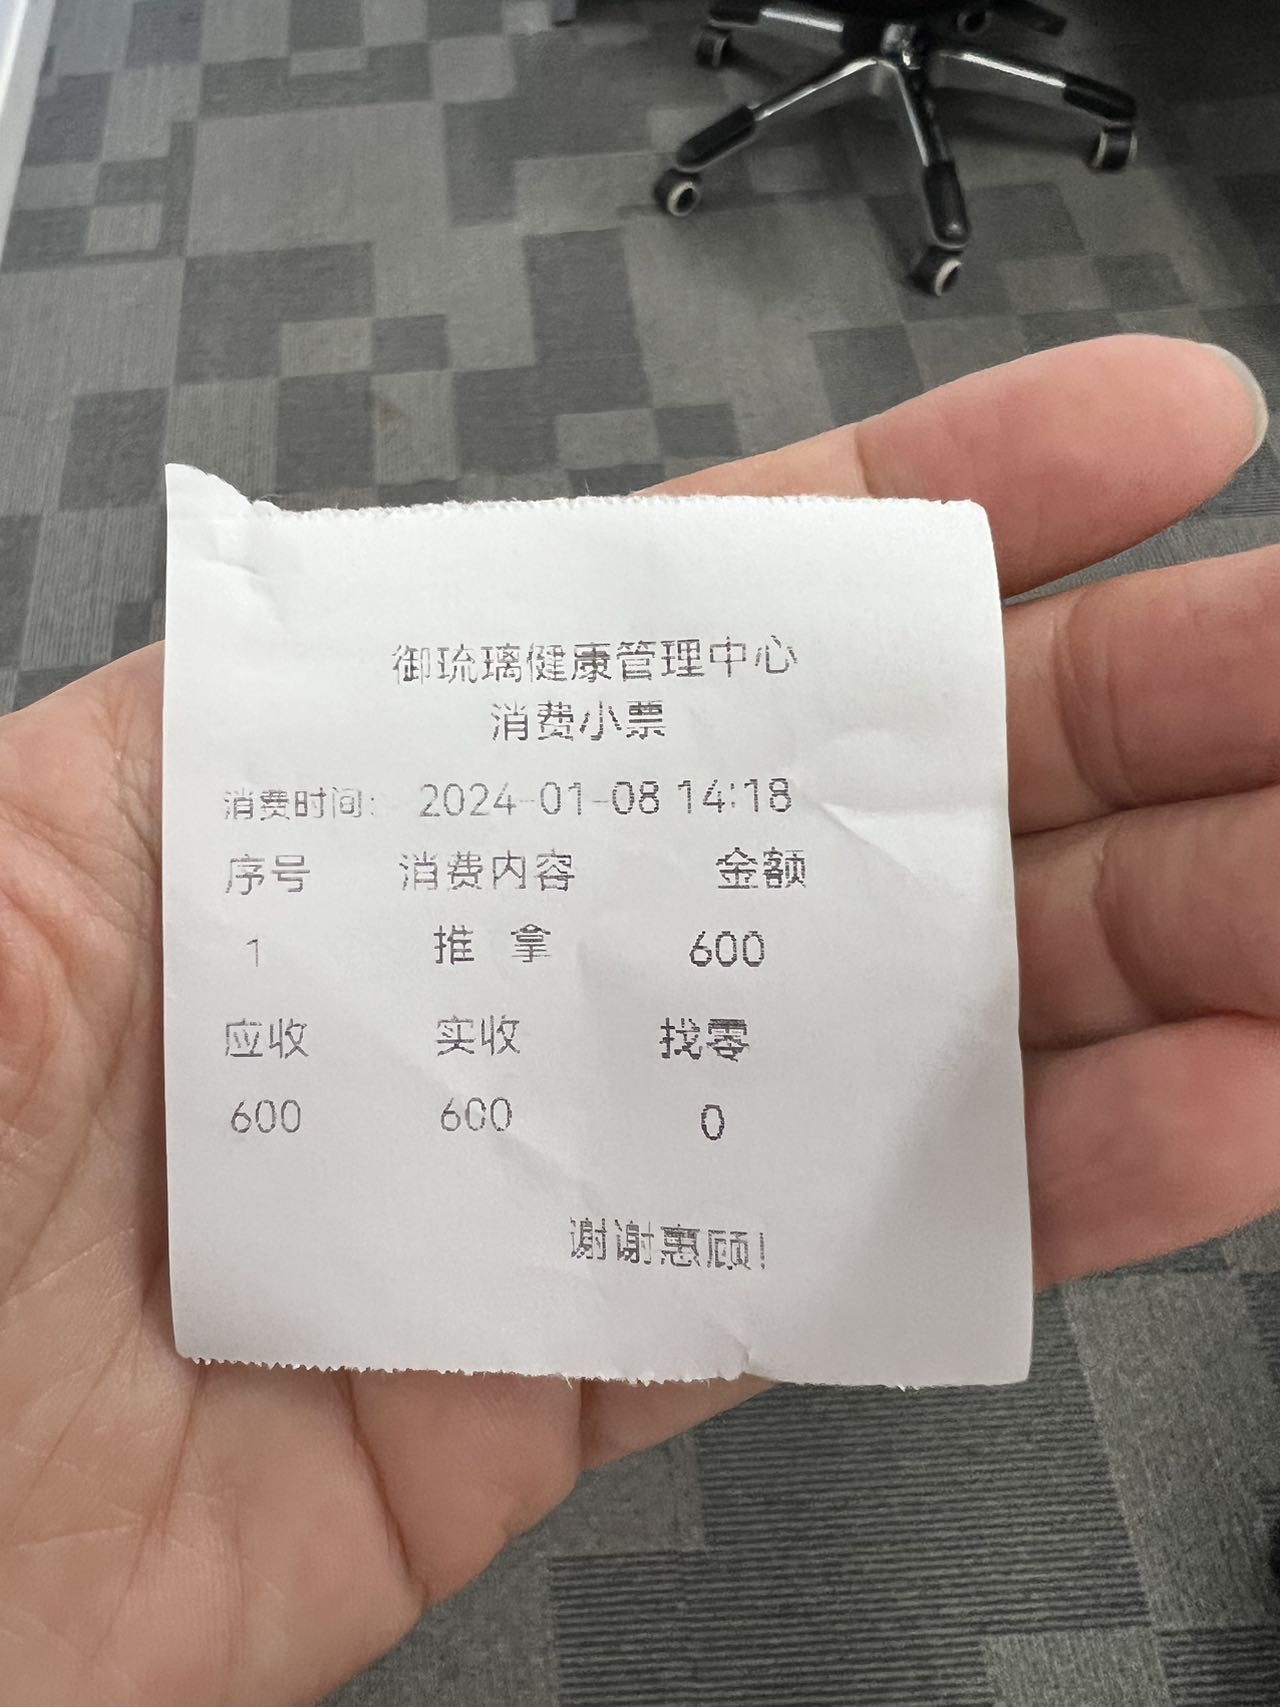 御琉璃健康管理中心
消费小票
消费时间: 2024-01-08 14:18
序号 消费内容 金额
1 推 拿 600
应收 实收 找零
600 600 0
谢谢惠顾!